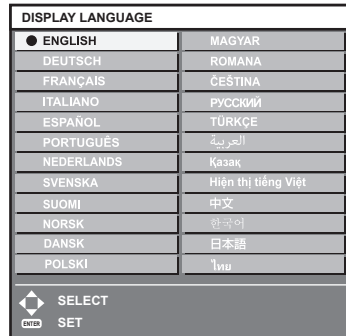 DISPLAY LANGUAGE
ENGLISH
DEUTSCH
FRANÇAIS
ITALIANO
ESPAÑOL
PORTUGUÊS
NEDERLANDS
SVENSKA
SUOMI
NORSK
DANSK
POLSKI
MAGYAR
ROMANA
ČEŠTINA
РУССКИЙ
TÜRKÇE
العربية
Қазақ
Hiện thị tiếng Việt
中文
한국어
日本語
ไทย
SELECT
ENTER SET